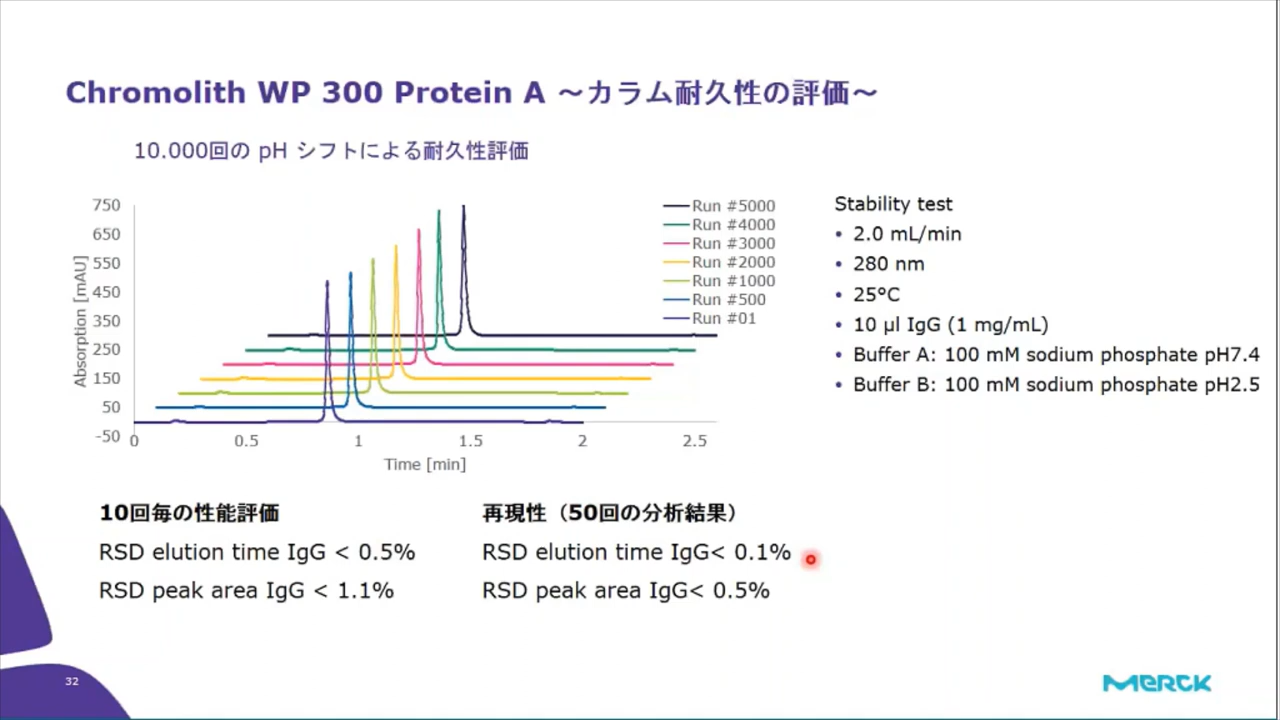 Chromolith WP 300 Protein A ～カラム耐久性の評価～
10.000回の pH シフトによる耐久性評価
750
650
550
450
350
250
150
50
-50
Absorption [mAU]
0
0.5
1
1.5
2
2.5
Time [min]
Run #5000
Run #4000
Run #3000
Run #2000
Run #1000
Run #500
Run #01
Stability test
• 2.0 mL/min
• 280 nm
• 25°C
• 10 µl IgG (1 mg/mL)
• Buffer A: 100 mM sodium phosphate pH7.4
• Buffer B: 100 mM sodium phosphate pH2.5
10回毎の性能評価
RSD elution time IgG < 0.5%
RSD peak area IgG < 1.1%
再現性（50回の分析結果）
RSD elution time IgG< 0.1%
RSD peak area IgG< 0.5%
32
MERCK